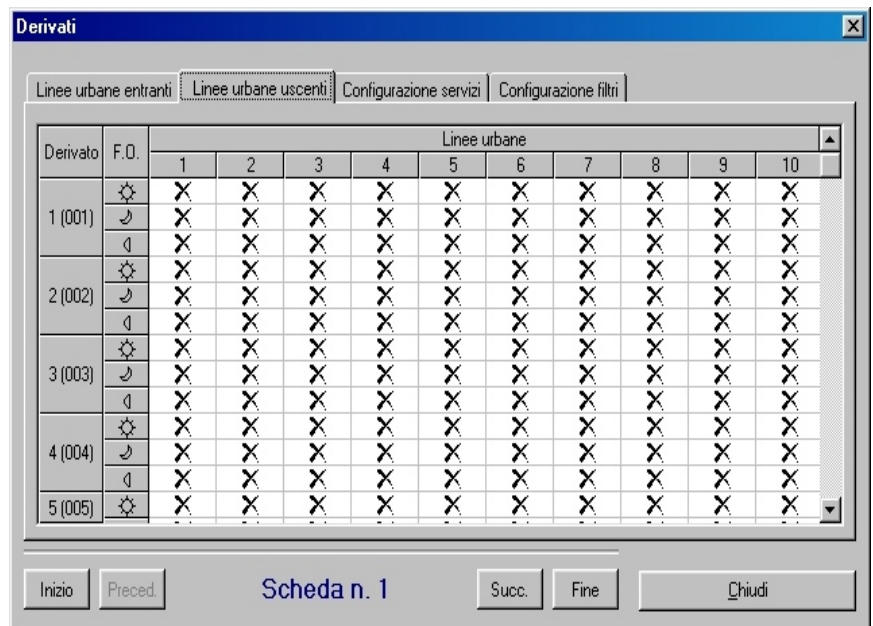 Derivati
Linee urbane entranti Linee urbane uscenti Configurazione servizi Configurazione filtri
Derivato F.O. Linee urbane
1 2 3 4 5 6 7 8 9 10
1 (001)
2 (002)
3 (003)
4 (004)
5 (005)
Inizio Preced. Scheda n. 1 Succ. Fine Chiudi